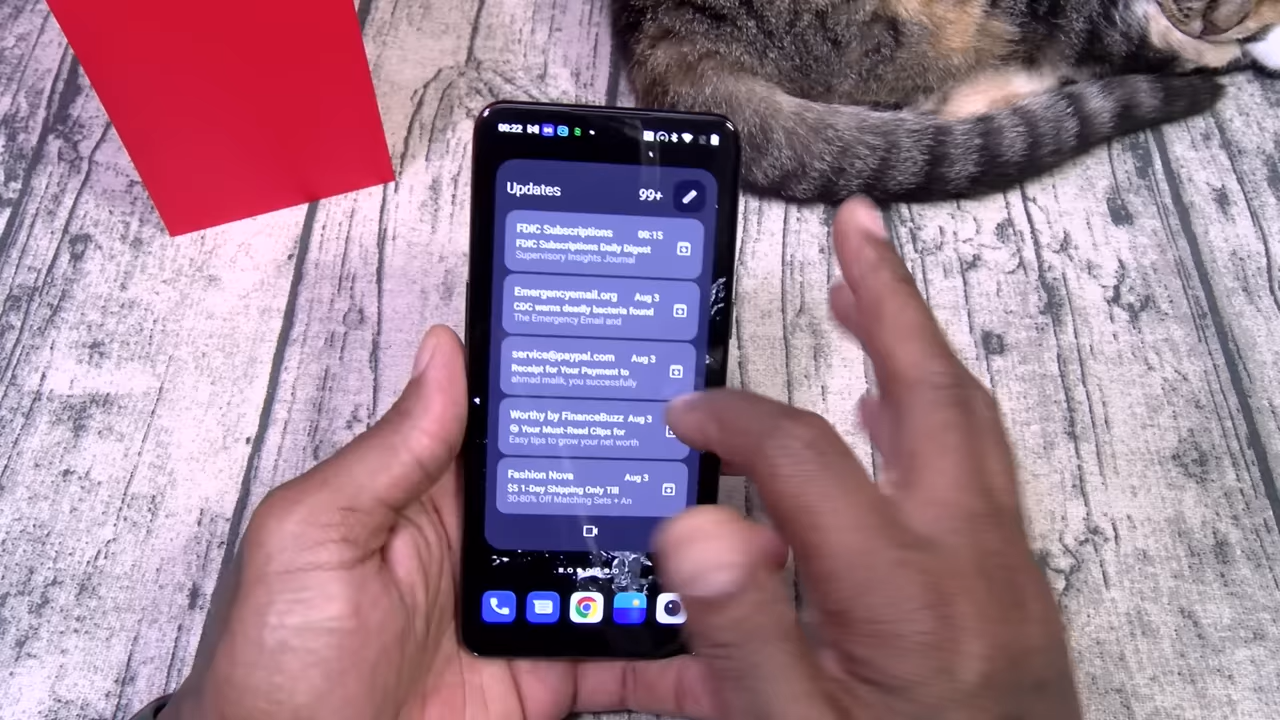 00:22
Updates 99+
FDIC Subscriptions 00:15
FDIC Subscriptions Daily Digest
Supervisory Insights Journal
Emergencyemail.org Aug 3
CDC warns deadly bacteria found
The Emergency Email and
service@paypal.com Aug 3
Receipt for Your Payment to
ahmad malik, you successfully
Worthy by FinanceBuzz Aug 3
Your Must-Read Clips for
Easy tips to grow your net worth
Fashion Nova Aug 3
$5 1-Day Shipping Only Till
30-80% Off Matching Sets + An